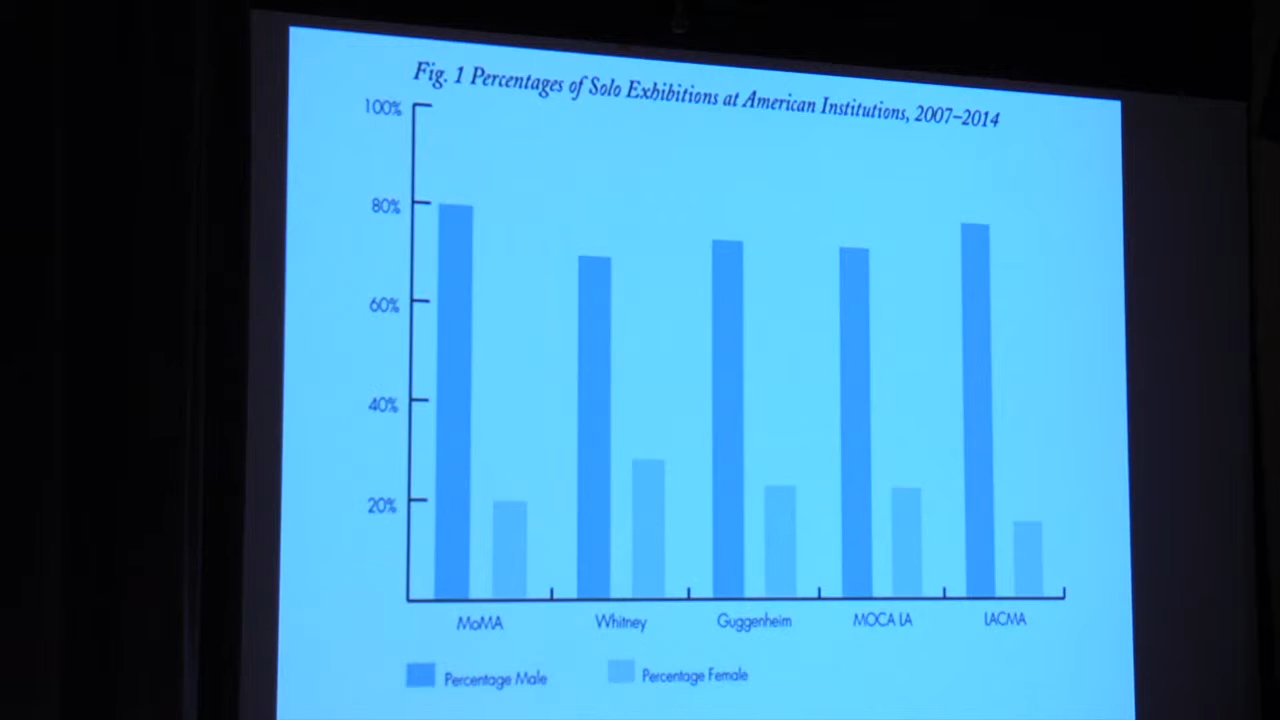 Fig. 1 Percentages of Solo Exhibitions at American Institutions, 2007–2014
100%
80%
60%
40%
20%
MoMA Whitney Guggenheim MOCA LA LACMA
Percentage Male Percentage Female